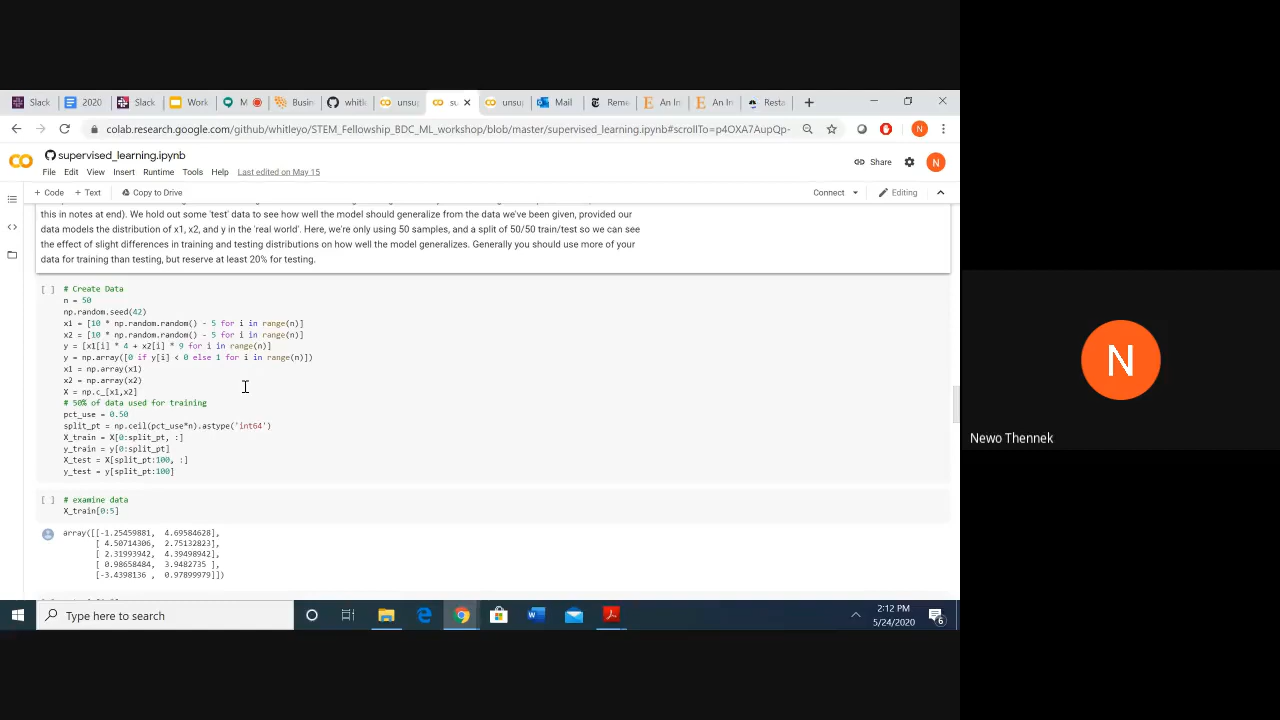 Slack 2020 Slack Work M Busin whitl unsu su unsu Mail Reme An In An In Resta
colab.research.google.com/github/whitleyo/STEM_Fellowship_BDC_ML_workshop/blob/master/supervised_learning.ipynb#scrollTo=p4OXA7AupQp-
N
supervised_learning.ipynb
File Edit View Insert Runtime Tools Help Last edited on May 15
Share
N
+ Code + Text Copy to Drive
Connect Editing
this in notes at end). We hold out some 'test' data to see how well the model should generalize from the data we've been given, provided our
data models the distribution of x1, x2, and y in the 'real world'. Here, we're only using 50 samples, and a split of 50/50 train/test so we can see
the effect of slight differences in training and testing distributions on how well the model generalizes. Generally you should use more of your
data for training than testing, but reserve at least 20% for testing.
[ ] # Create Data
n = 50
np.random.seed(42)
x1 = [10 * np.random.random() - 5 for i in range(n)]
x2 = [10 * np.random.random() - 5 for i in range(n)]
y = [x1[i] * 4 + x2[i] * 9 for i in range(n)]
y = np.array([0 if y[i] < 0 else 1 for i in range(n)])
x1 = np.array(x1)
x2 = np.array(x2)
X = np.c_[x1,x2]
# 50% of data used for training
pct_use = 0.50
split_pt = np.ceil(pct_use*n).astype('int64')
X_train = X[0:split_pt, :]
y_train = y[0:split_pt]
X_test = X[split_pt:100, :]
y_test = y[split_pt:100]
[ ] # examine data
X_train[0:5]
array([[-1.25459881, 4.69584628],
[ 4.50714306, 2.75132823],
[ 2.31993942, 4.39498942],
[ 0.98658484, 3.9482735 ],
[-3.4398136 , 0.97899979]])
Type here to search
2:12 PM
5/24/2020
6
N
Newo Thennek